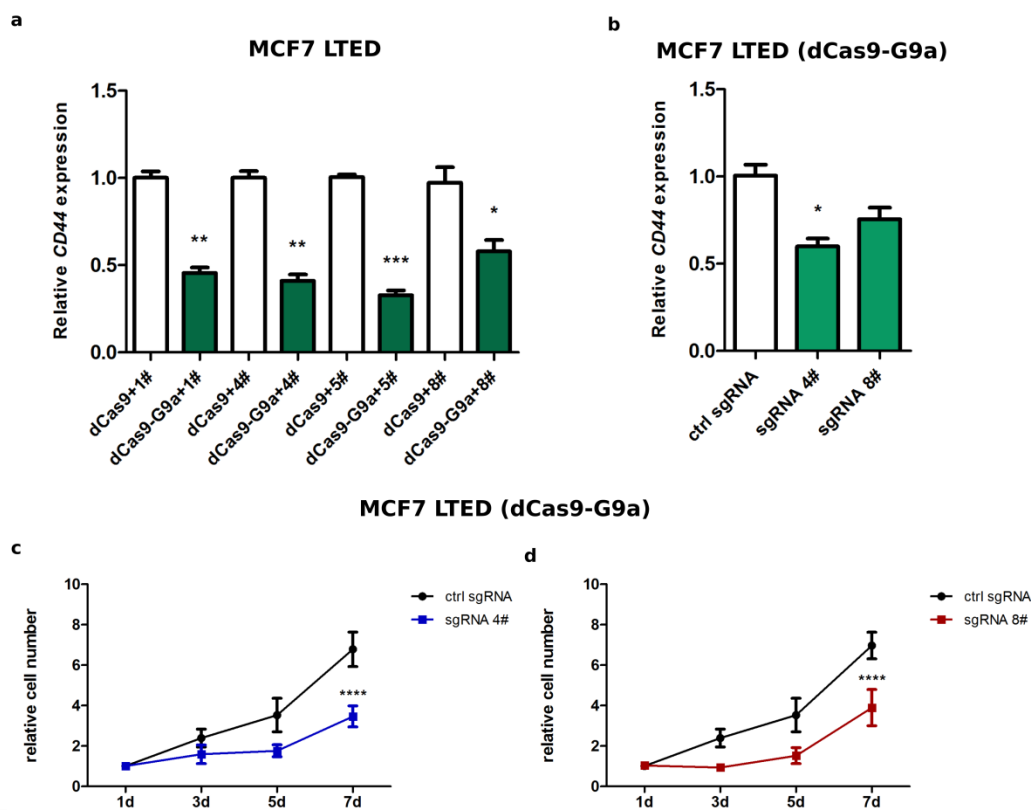 a
MCF7 LTED
Relative CD44 expression
1.5
1.0
0.5
0.0
** ** *** *
dCas9+1#
dCas9-G9a+1#
dCas9+4#
dCas9-G9a+4#
dCas9+5#
dCas9-G9a+5#
dCas9+8#
dCas9-G9a+8#
b
MCF7 LTED (dCas9-G9a)
Relative CD44 expression
1.5
1.0
0.5
0.0
*
ctrl sgRNA
sgRNA 4#
sgRNA 8#
MCF7 LTED (dCas9-G9a)
c
relative cell number
10
8
6
4
2
0
1d 3d 5d 7d
****
ctrl sgRNA
sgRNA 4#
d
relative cell number
10
8
6
4
2
0
1d 3d 5d 7d
****
ctrl sgRNA
sgRNA 8#